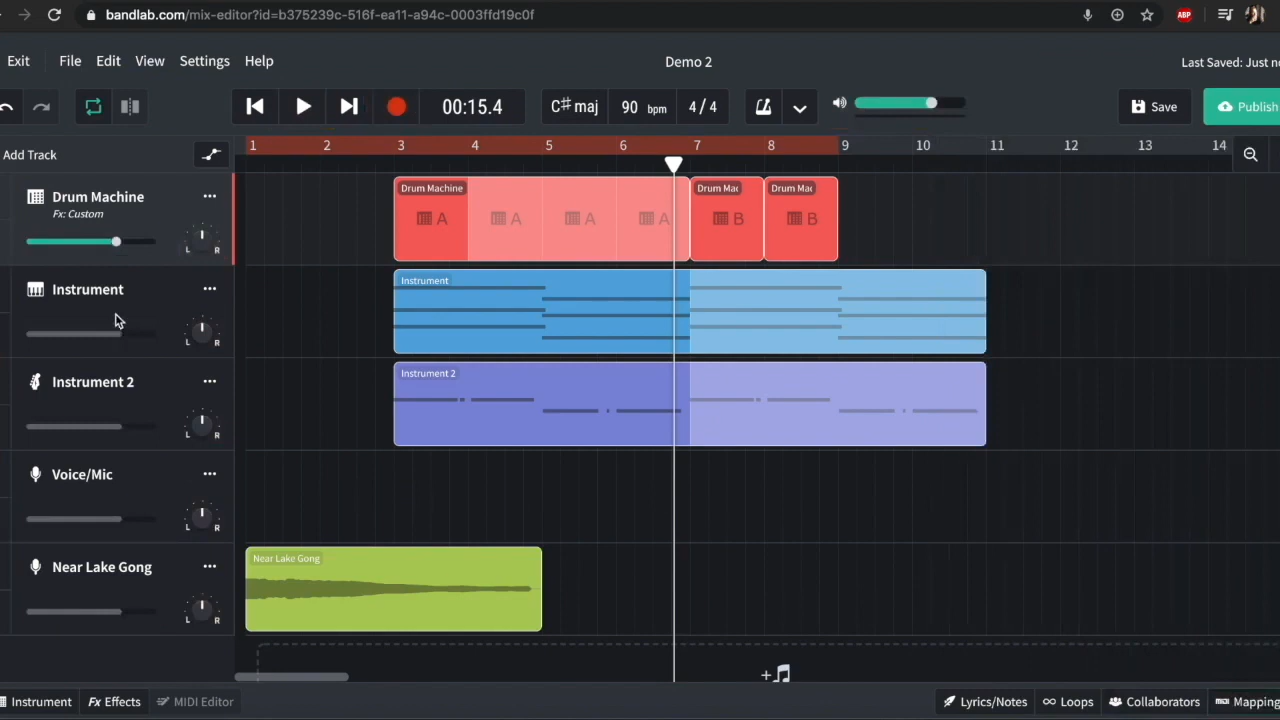 bandlab.com/mix-editor?id=b375239c-516f-ea11-a94c-0003ffd19c0f
ABP
Exit File Edit View Settings Help Demo 2 Last Saved: Just no
00:15.4 C# maj 90 bpm 4 / 4 Save Publish
Add Track 1 2 3 4 5 6 7 8 9 10 11 12 13 14
Drum Machine
Fx: Custom
L R
Drum Machine Drum Mac Drum Mac
A A A A B B
Instrument
L R
Instrument
Instrument 2
L R
Instrument 2
Voice/Mic
L R
Near Lake Gong
L R
Near Lake Gong
+
Instrument Fx Effects MIDI Editor Lyrics/Notes Loops Collaborators Mapping